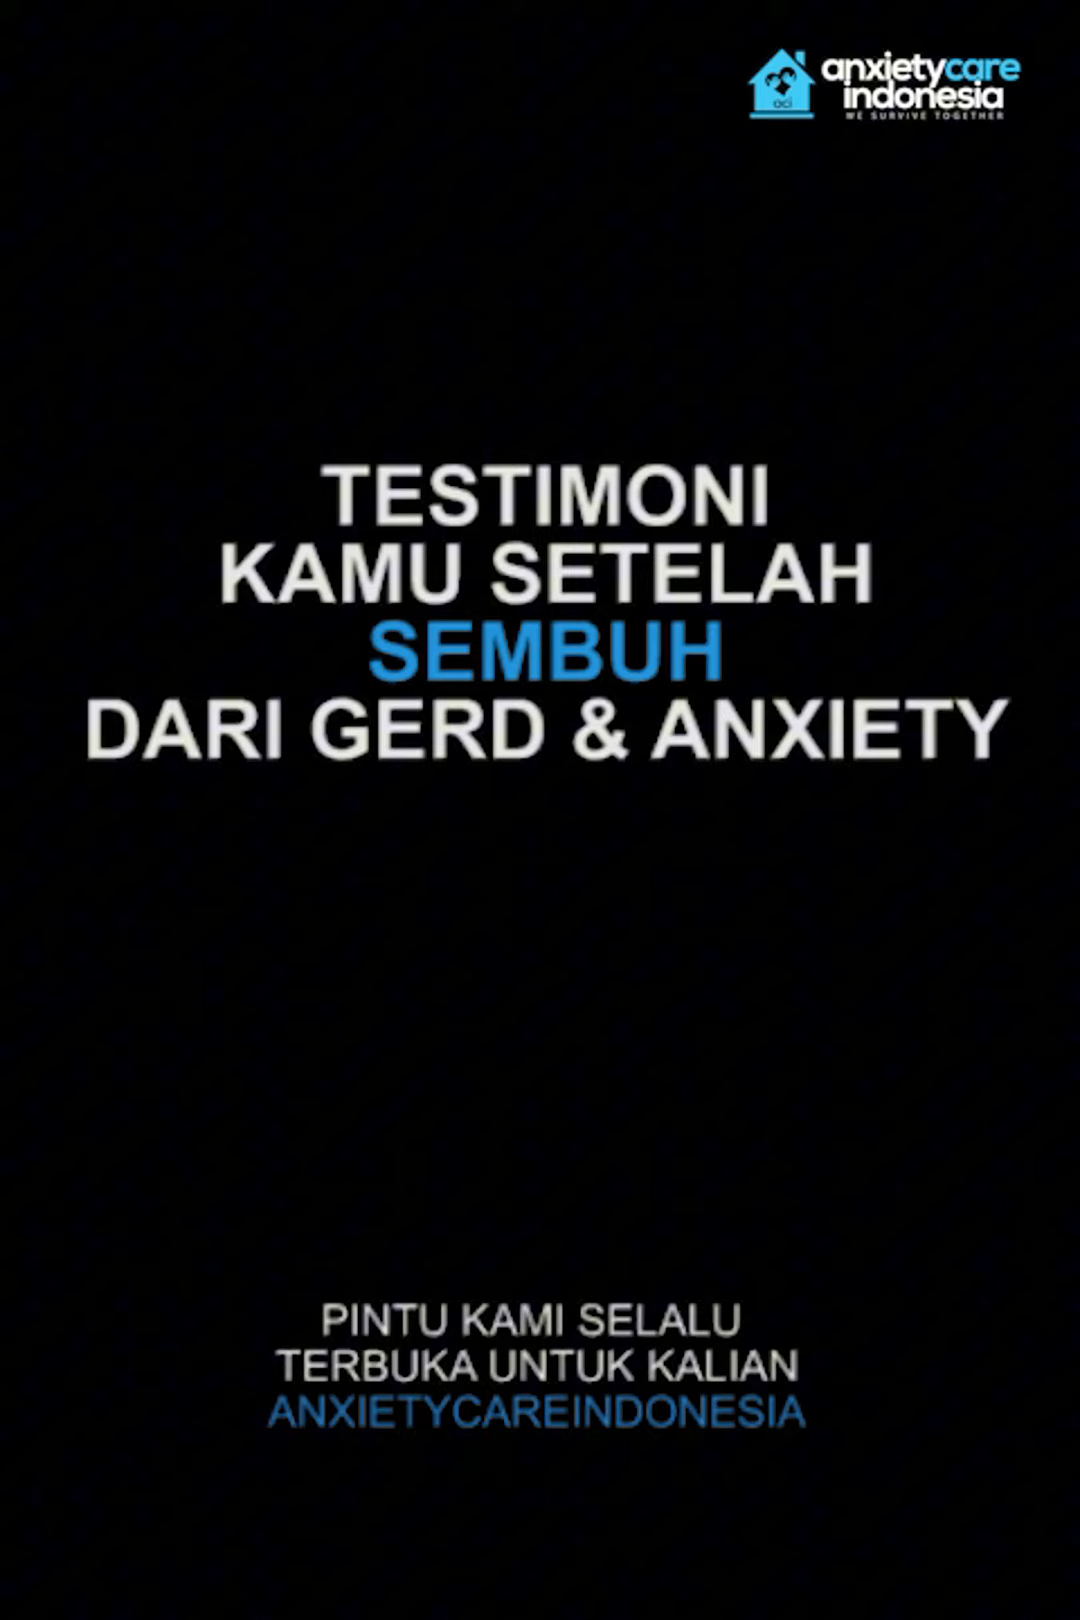 anxietycare
indonesia
WE SURVIVE TOGETHER
aci
TESTIMONI
KAMU SETELAH
SEMBUH
DARI GERD & ANXIETY
PINTU KAMI SELALU
TERBUKA UNTUK KALIAN
ANXIETYCAREINDONESIA